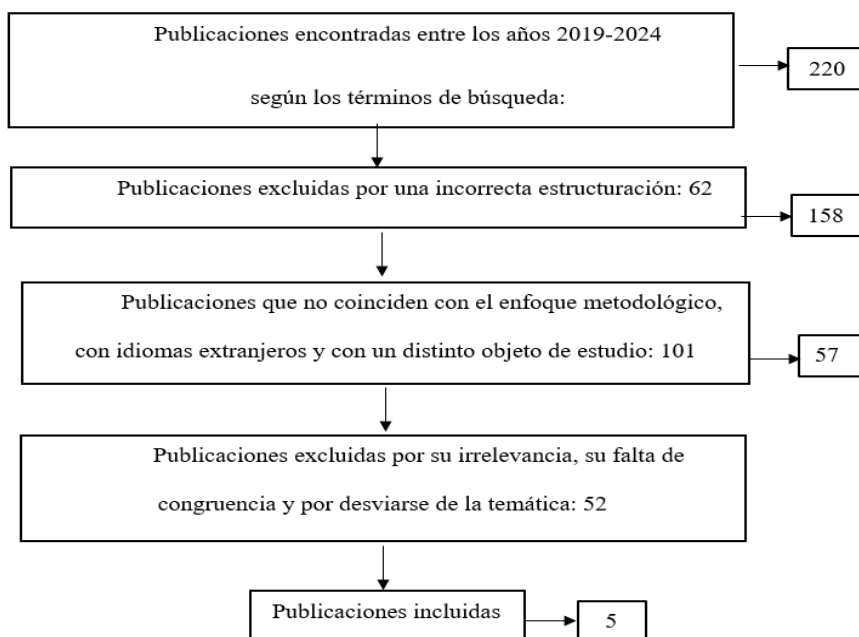 Publicaciones encontradas entre los años 2019-2024
220
según los términos de búsqueda:
Publicaciones excluidas por una incorrecta estructuración: 62
158
Publicaciones que no coinciden con el enfoque metodológico,
con idiomas extranjeros y con un distinto objeto de estudio: 101
57
Publicaciones excluidas por su irrelevancia, su falta de
congruencia y por desviarse de la temática: 52
Publicaciones incluidas
5